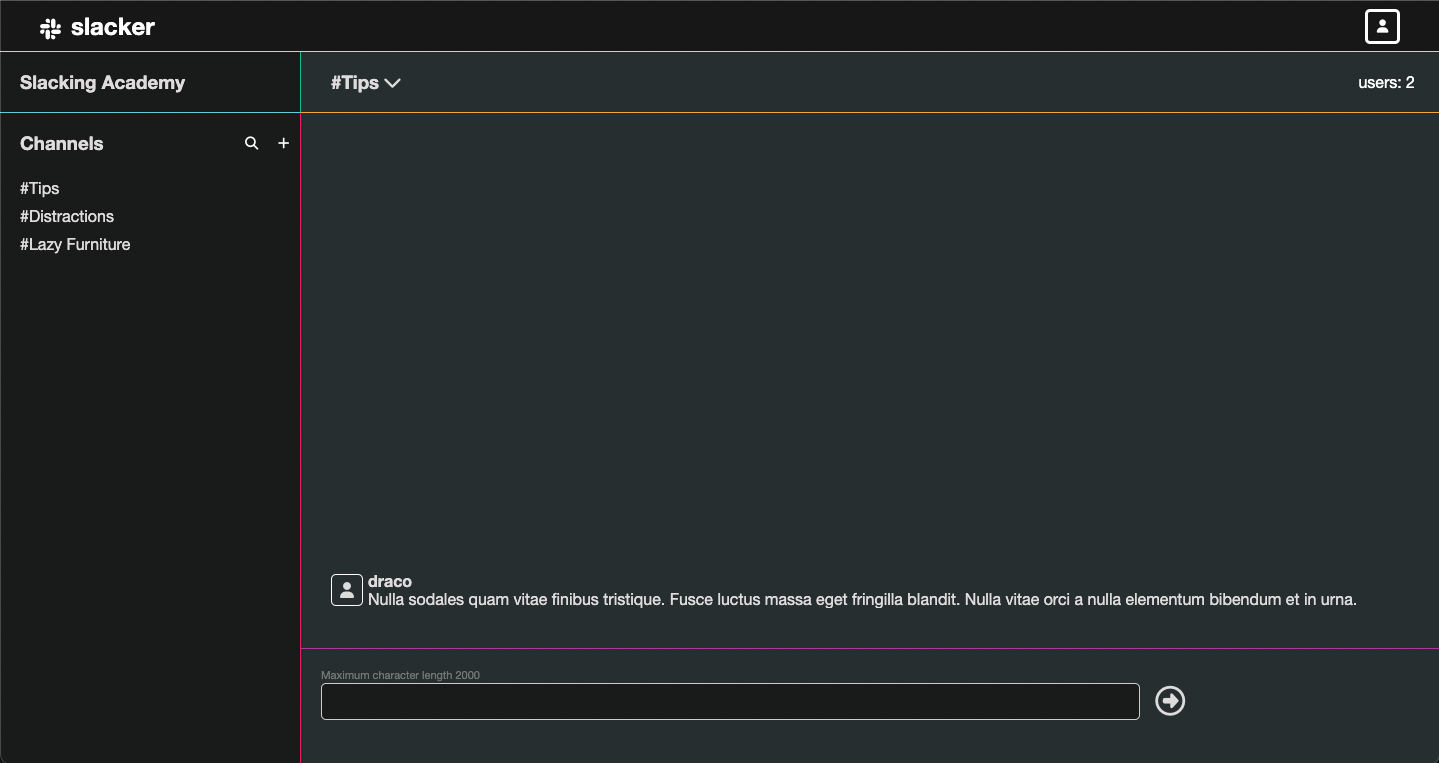 slacker
Slacking Academy
#Tips
users: 2
Channels
#Tips
#Distractions
#Lazy Furniture
draco
Nulla sodales quam vitae finibus tristique. Fusce luctus massa eget fringilla blandit. Nulla vitae orci a nulla elementum bibendum et in urna.
Maximum character length 2000